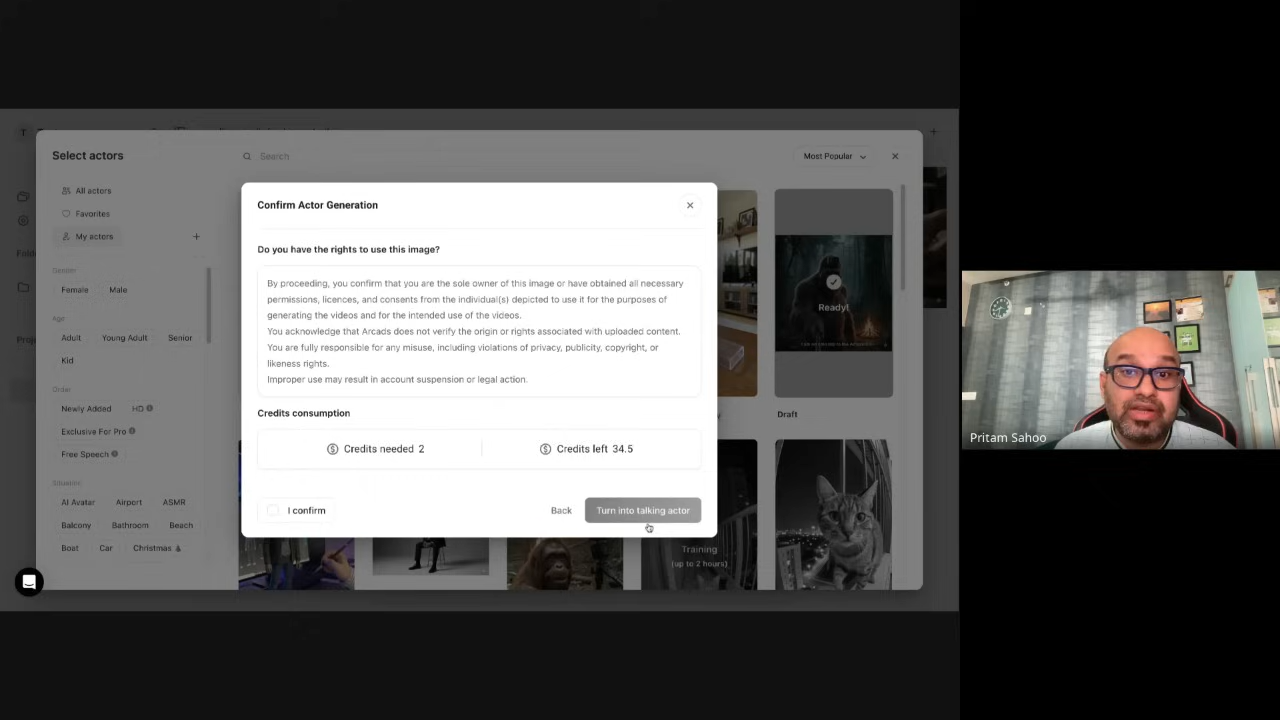 T
Select actors
Search
Most Popular
All actors
Favorites
My actors
Gender
Female Male
Age
Adult Young Adult Senior
Kid
Order
Newly Added HD
Exclusive For Pro
Free Speech
Situation
AI Avatar Airport ASMR
Balcony Bathroom Beach
Boat Car Christmas
Confirm Actor Generation
Do you have the rights to use this image?
By proceeding, you confirm that you are the sole owner of this image or have obtained all necessary
permissions, licences, and consents from the individual(s) depicted to use it for the purposes of
generating the videos and for the intended use of the videos.
You acknowledge that Arcads does not verify the origin or rights associated with uploaded content.
You are fully responsible for any misuse, including violations of privacy, publicity, copyright, or
likeness rights.
Improper use may result in account suspension or legal action.
Credits consumption
Credits needed 2
Credits left 34.5
I confirm
Back
Turn into talking actor
Ready!
Draft
Training
(up to 2 hours)
Pritam Sahoo